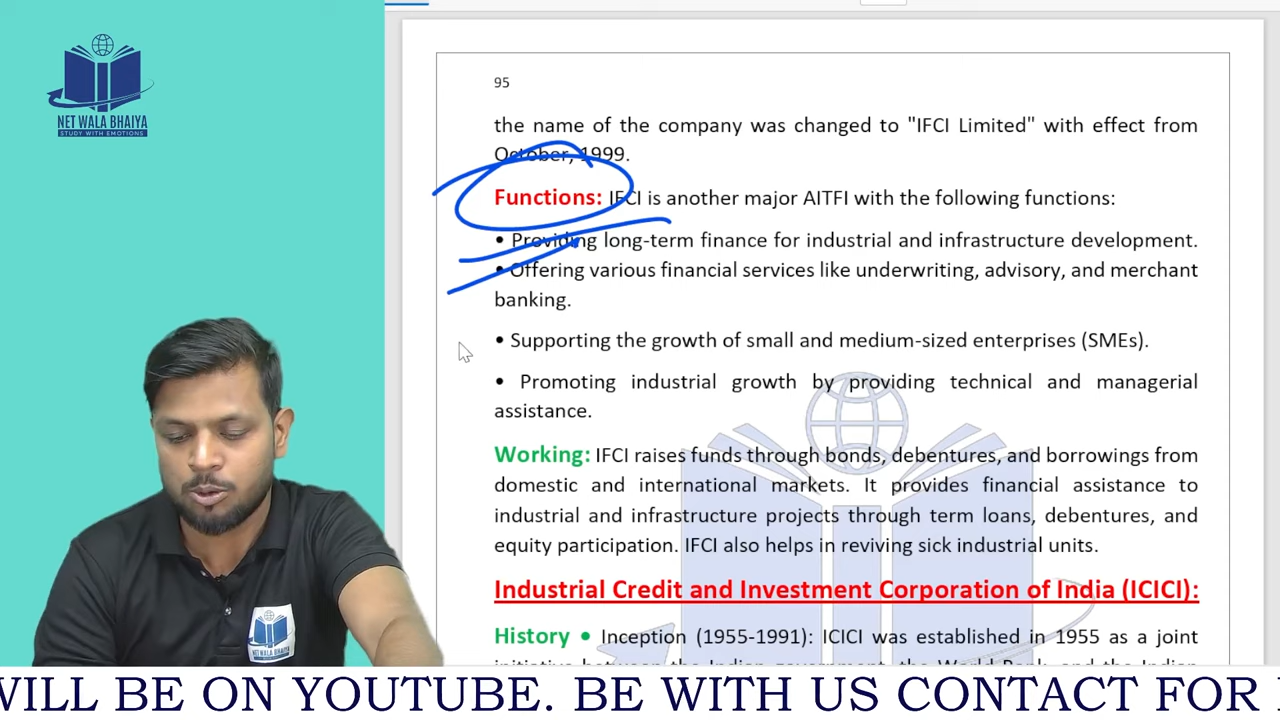 NET WALA BHAIYA
STUDY WITH EMOTIONS
95
the name of the company was changed to "IFCI Limited" with effect from
October, 1999.
Functions: IFCI is another major AITFI with the following functions:
• Providing long-term finance for industrial and infrastructure development.
• Offering various financial services like underwriting, advisory, and merchant
banking.
• Supporting the growth of small and medium-sized enterprises (SMEs).
• Promoting industrial growth by providing technical and managerial
assistance.
Working: IFCI raises funds through bonds, debentures, and borrowings from
domestic and international markets. It provides financial assistance to
industrial and infrastructure projects through term loans, debentures, and
equity participation. IFCI also helps in reviving sick industrial units.
Industrial Credit and Investment Corporation of India (ICICI):
History • Inception (1955-1991): ICICI was established in 1955 as a joint
NET WALA BHAIYA
WILL BE ON YOUTUBE. BE WITH US CONTACT FOR